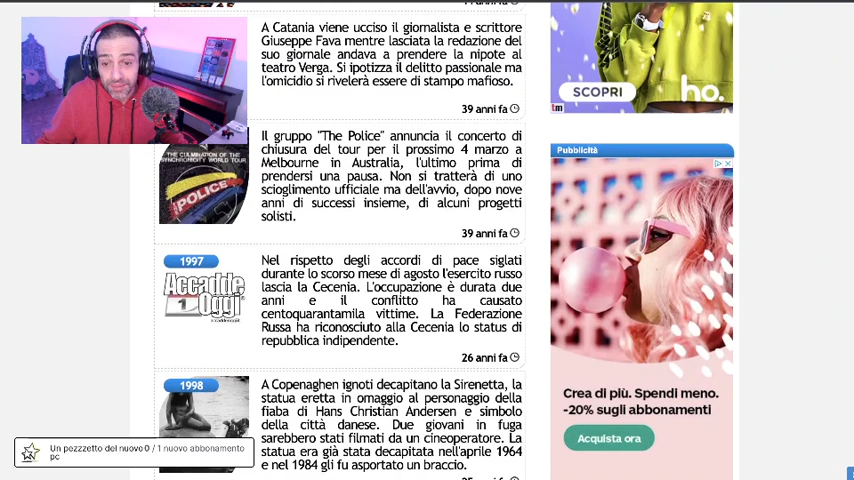 A Catania viene ucciso il giornalista e scrittore
Giuseppe Fava mentre lasciata la redazione del
suo giornale andava a prendere la nipote al
teatro Verga. Si ipotizza il delitto passionale ma
l'omicidio si rivelerà essere di stampo mafioso.
39 anni fa
THE CULMINATION OF THE
SYNCHRONICITY WORLD TOUR
POLICE
Il gruppo "The Police" annuncia il concerto di
chiusura del tour per il prossimo 4 marzo a
Melbourne in Australia, l'ultimo prima di
prendersi una pausa. Non si tratterà di uno
scioglimento ufficiale ma dell'avvio, dopo nove
anni di successi insieme, di alcuni progetti
solisti.
39 anni fa
1997
Accadde
1 Oggi
Nel rispetto degli accordi di pace siglati
durante lo scorso mese di agosto l'esercito russo
lascia la Cecenia. L'occupazione è durata due
anni e il conflitto ha causato
centoquarantamila vittime. La Federazione
Russa ha riconosciuto alla Cecenia lo status di
repubblica indipendente.
26 anni fa
1998
A Copenaghen ignoti decapitano la Sirenetta, la
statua eretta in omaggio al personaggio della
fiaba di Hans Christian Andersen e simbolo
della città danese. Due giovani in fuga
sarebbero stati filmati da un cineoperatore. La
statua era già stata decapitata nell'aprile 1964
e nel 1984 gli fu asportato un braccio.
Un pezzzetto del nuovo 0 / 1 nuovo abbonamento
pc
SCOPRI
ho.
tm
Pubblicità
Crea di più. Spendi meno.
-20% sugli abbonamenti
Acquista ora